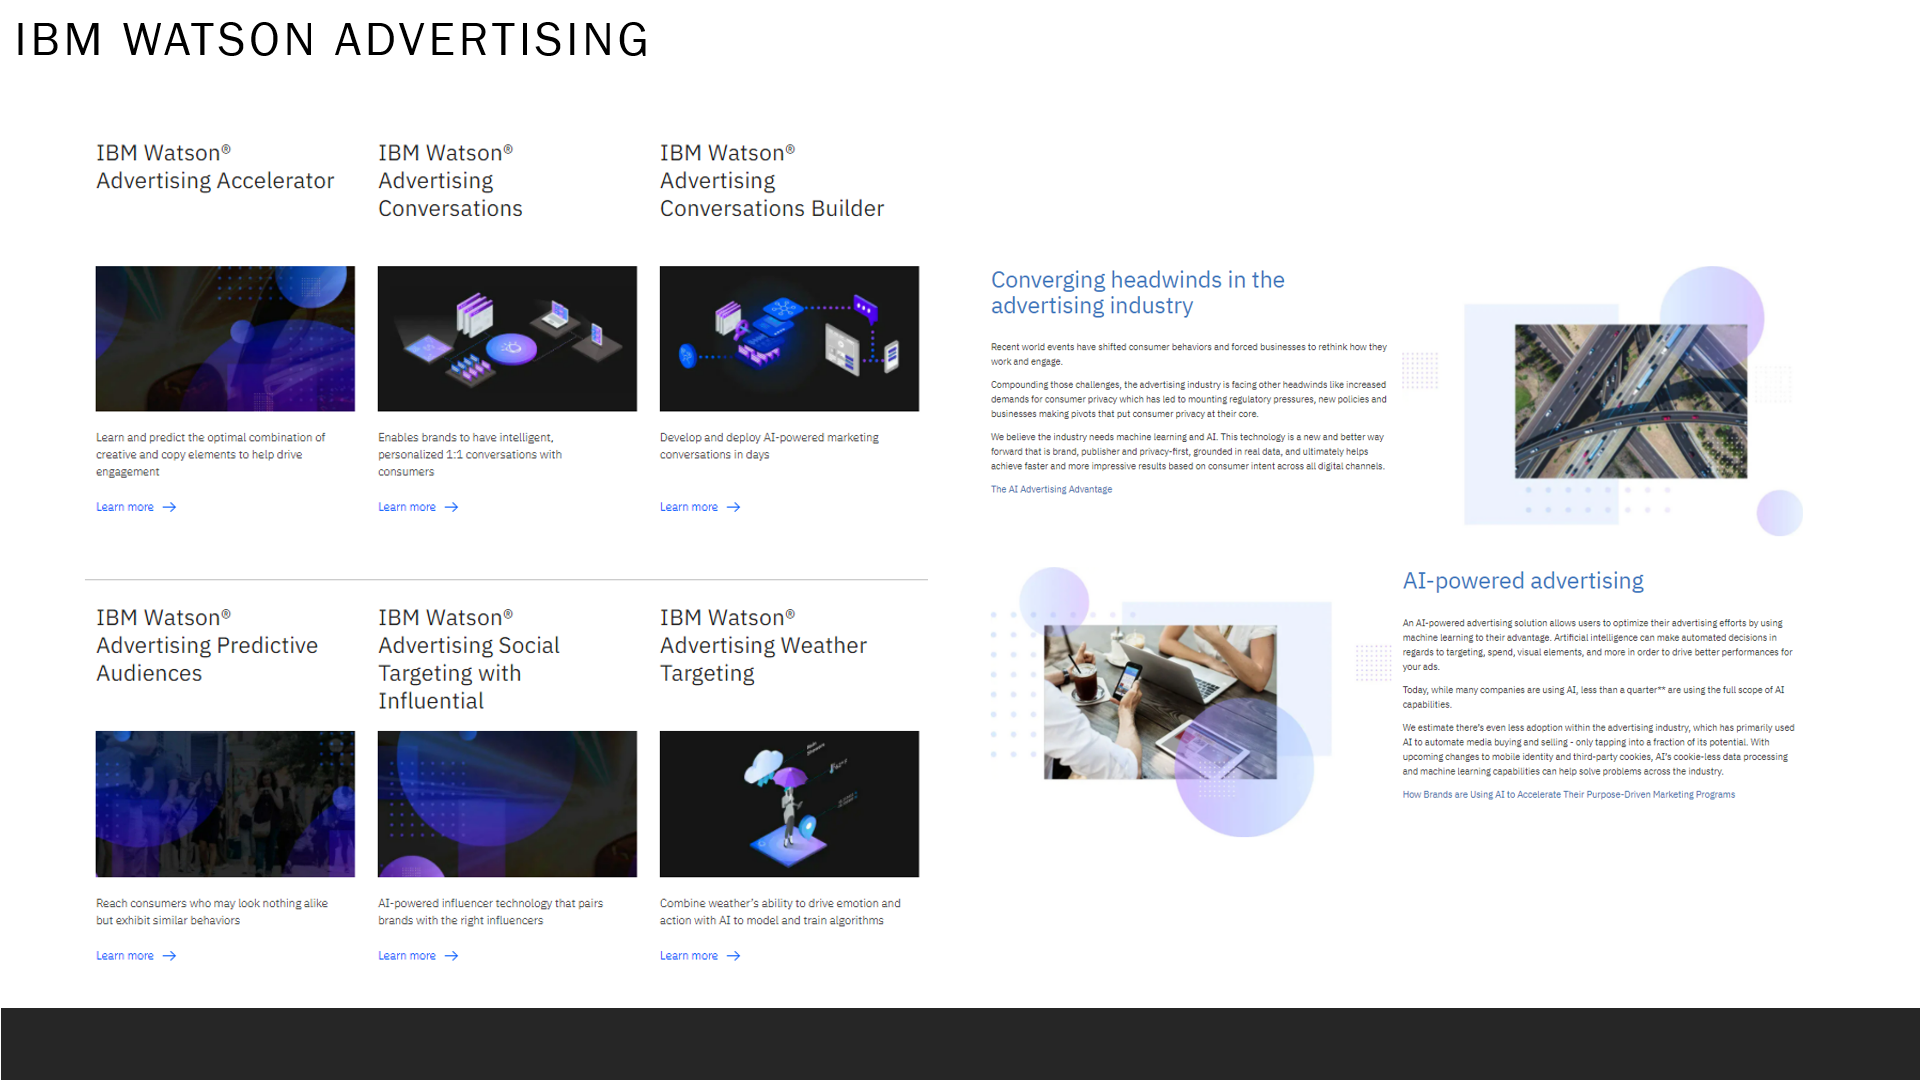 IBM WATSON ADVERTISING
IBM Watson®
Advertising Accelerator
IBM Watson®
Advertising
Conversations
IBM Watson®
Advertising
Conversations Builder
Learn and predict the optimal combination of
creative and copy elements to help drive
engagement
Learn more →
Enables brands to have intelligent,
personalized 1:1 conversations with
consumers
Learn more →
Develop and deploy AI-powered marketing
conversations in days
Learn more →
IBM Watson®
Advertising Predictive
Audiences
IBM Watson®
Advertising Social
Targeting with
Influential
IBM Watson®
Advertising Weather
Targeting
Reach consumers who may look nothing alike
but exhibit similar behaviors
Learn more →
AI-powered influencer technology that pairs
brands with the right influencers
Learn more →
Combine weather's ability to drive emotion and
action with AI to model and train algorithms
Learn more →
Converging headwinds in the
advertising industry
Recent world events have shifted consumer behaviors and forced businesses to rethink how they
work and engage.
Compounding those challenges, the advertising industry is facing other headwinds like increased
demands for consumer privacy which has led to mounting regulatory pressures, new policies and
businesses making pivots that put consumer privacy at their core.
We believe the industry needs machine learning and AI. This technology is a new and better way
forward that is brand, publisher and privacy-first, grounded in real data, and ultimately helps
achieve faster and more impressive results based on consumer intent across all digital channels.
The AI Advertising Advantage
AI-powered advertising
An AI-powered advertising solution allows users to optimize their advertising efforts by using
machine learning to their advantage. Artificial intelligence can make automated decisions in
regards to targeting, spend, visual elements, and more in order to drive better performances for
your ads.
Today, while many companies are using AI, less than a quarter** are using the full scope of AI
capabilities.
We estimate there's even less adoption within the advertising industry, which has primarily used
AI to automate media buying and selling - only tapping into a fraction of its potential. With
upcoming changes to mobile identity and third-party cookies, AI's cookie-less data processing
and machine learning capabilities can help solve problems across the industry.
How Brands are Using AI to Accelerate Their Purpose-Driven Marketing Programs